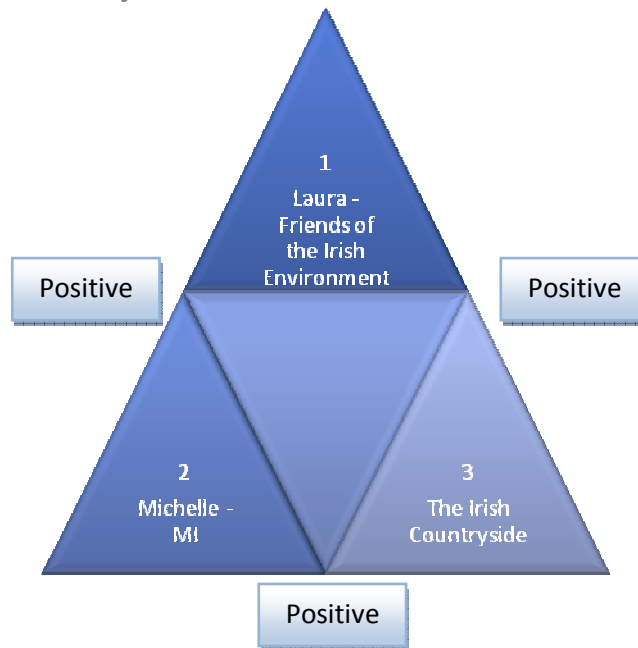 1
Laura -
Friends of
the Irish
Environment
Positive
Positive
2
Michelle -
MI
3
The Irish
Countryside
Positive